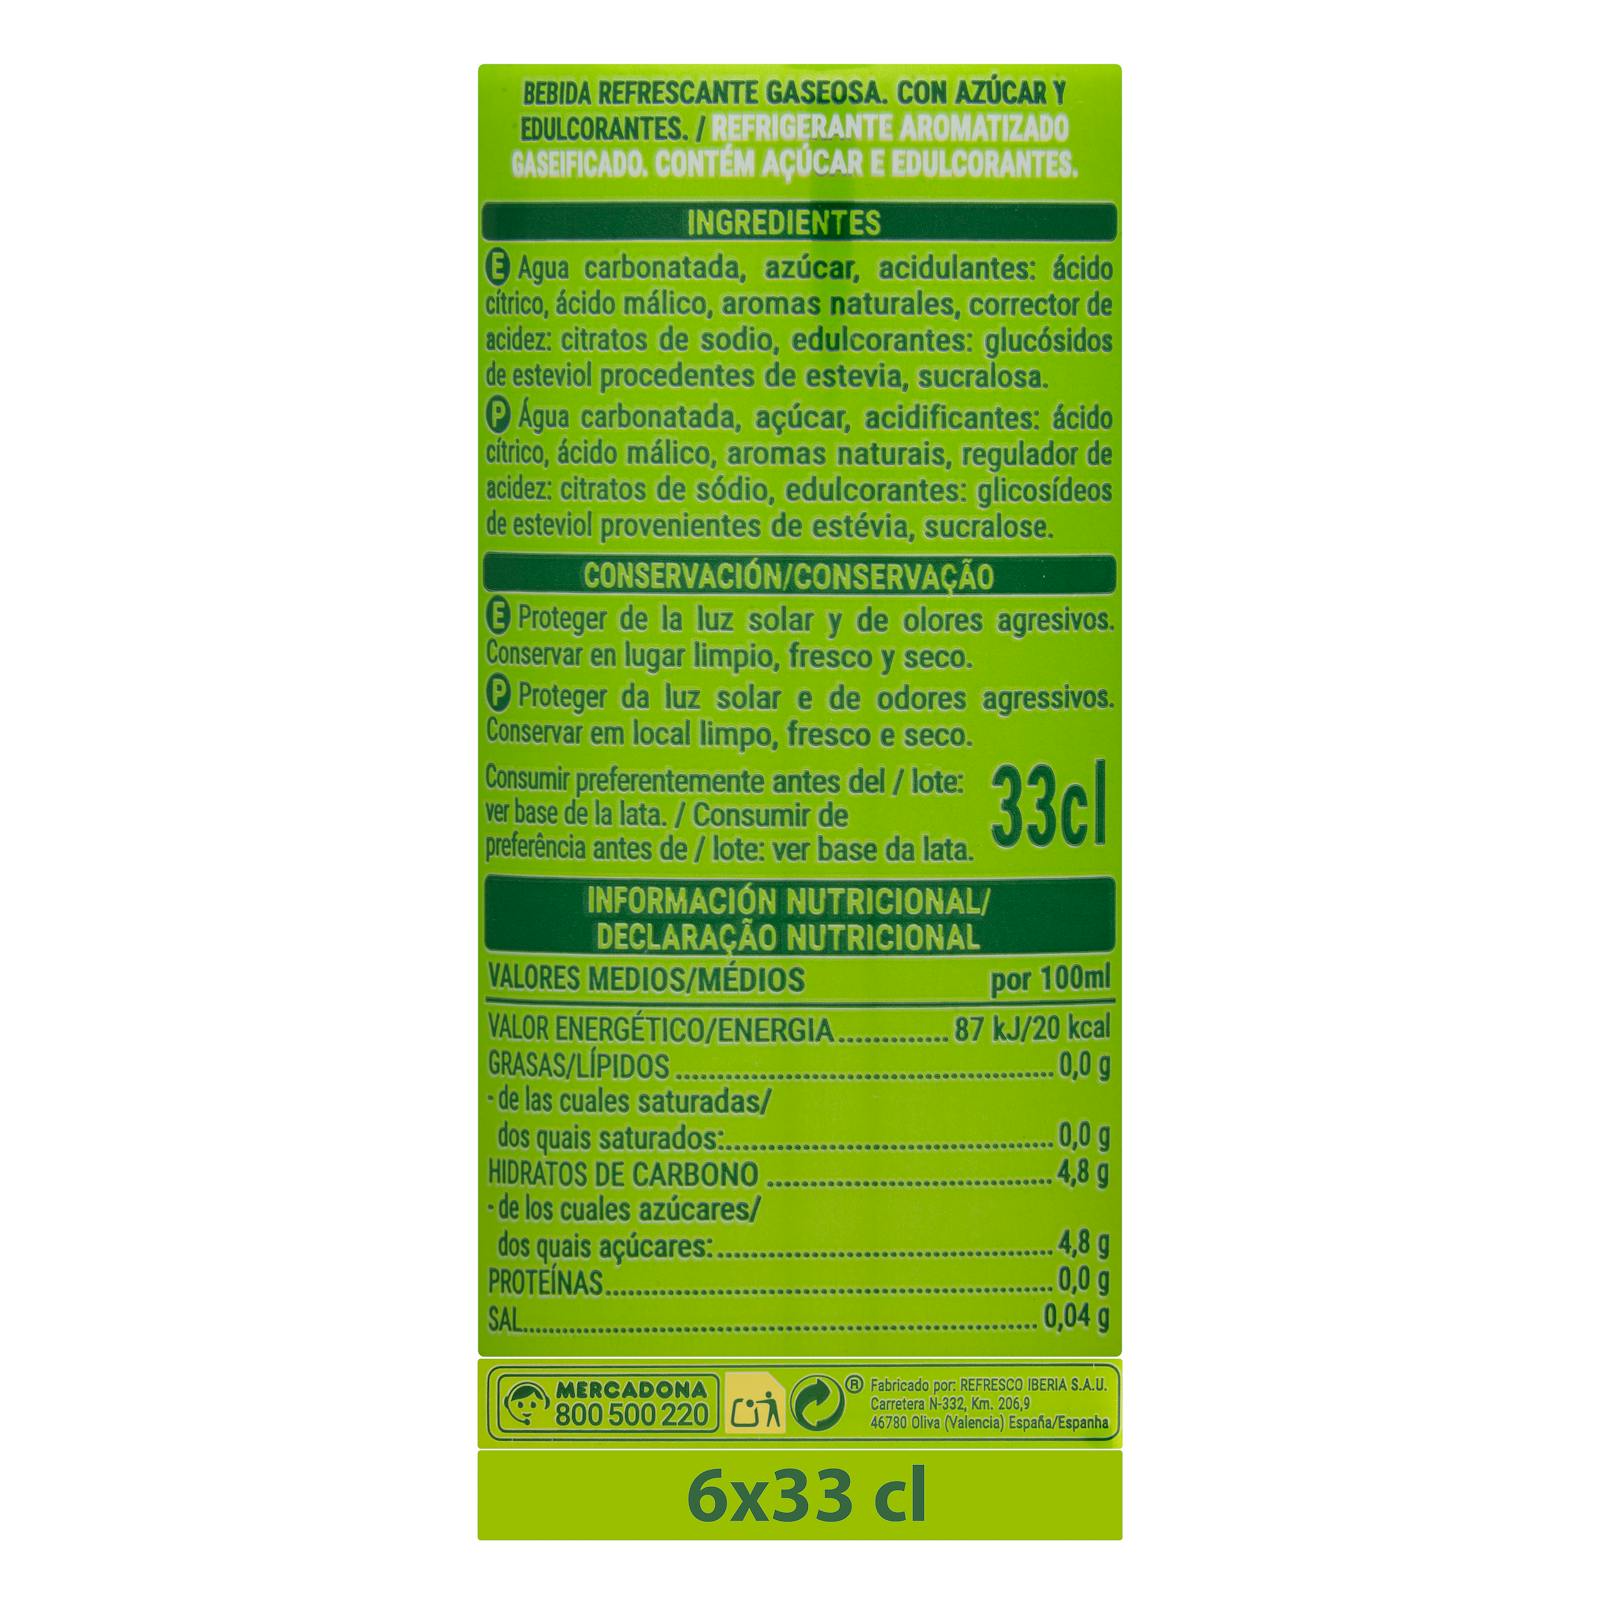 BEBIDA REFRESCANTE GASEOSA. CON AZÚCAR Y
EDULCORANTES. / REFRIGERANTE AROMATIZADO
GASEIFICADO. CONTÉM AÇÚCAR E EDULCORANTES.
INGREDIENTES
E Agua carbonatada, azúcar, acidulantes: ácido
cítrico, ácido málico, aromas naturales, corrector de
acidez: citratos de sodio, edulcorantes: glucósidos
de esteviol procedentes de estevia, sucralosa.
P Água carbonatada, açúcar, acidificantes: ácido
cítrico, ácido málico, aromas naturais, regulador de
acidez: citratos de sódio, edulcorantes: glicosídeos
de esteviol provenientes de estévia, sucralose.
CONSERVACIÓN/CONSERVAÇÃO
E Proteger de la luz solar y de olores agresivos.
Conservar en lugar limpio, fresco y seco.
P Proteger da luz solar e de odores agressivos.
Conservar em local limpo, fresco e seco.
Consumir preferentemente antes del / lote:
ver base de la lata. / Consumir de
preferência antes de / lote: ver base da lata.
33cl
INFORMACIÓN NUTRICIONAL/
DECLARAÇÃO NUTRICIONAL
VALORES MEDIOS/MÉDIOS por 100ml
VALOR ENERGÉTICO/ENERGIA............. 87 kJ/20 kcal
GRASAS/LÍPIDOS ............................................. 0,0 g
- de las cuales saturadas/
dos quais saturados:....................................... 0,0 g
HIDRATOS DE CARBONO .................................. 4,8 g
- de los cuales azúcares/
dos quais açúcares:........................................ 4,8 g
PROTEÍNAS...................................................... 0,0 g
SAL................................................................. 0,04 g
MERCADONA
800 500 220
®
Fabricado por: REFRESCO IBERIA S.A.U.
Carretera N-332, Km. 206,9
46780 Oliva (Valencia) España/Espanha
6x33 cl